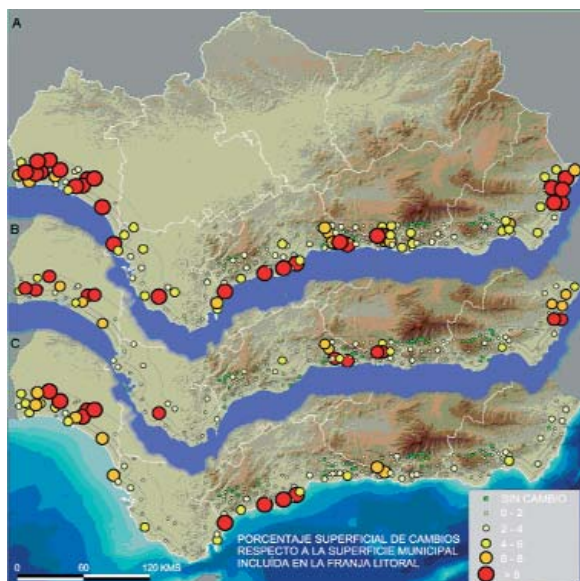 A
B
C
PORCENTAJE SUPERFICIAL DE CAMBIOS
RESPECTO A LA SUPERFICIE MUNICIPAL
INCLUÍDA EN LA FRANJA LITORAL
0 60 120 KMS
SIN CAMBIO
0 - 2
2 - 4
4 - 6
6 - 8
> 8